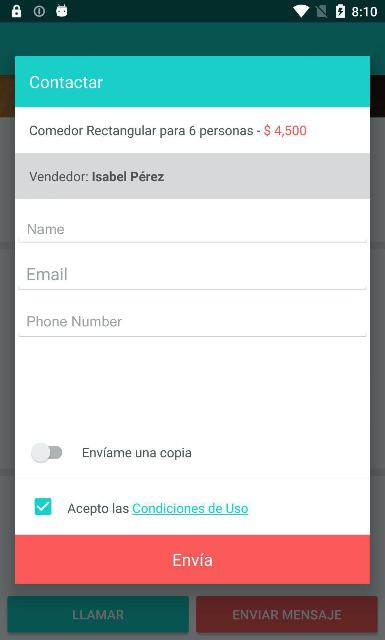 8:10
Contactar
Comedor Rectangular para 6 personas - $ 4,500
Vendedor: Isabel Pérez
Name
Email
Phone Number
Envíame una copia
Acepto las Condiciones de Uso
Envía
LLAMAR
ENVIAR MENSAJE